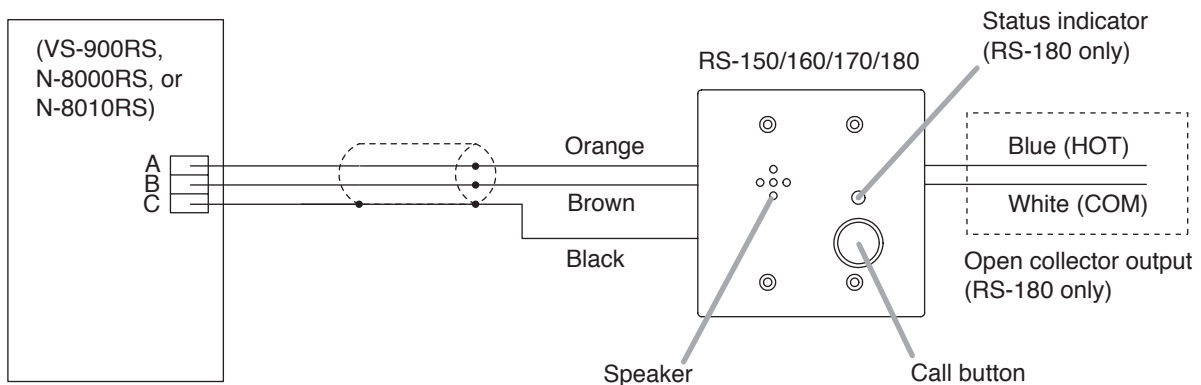 Status indicator
(RS-180 only)
(VS-900RS,
N-8000RS, or
N-8010RS)
RS-150/160/170/180
A
B
C
Orange
Brown
Black
Blue (HOT)
White (COM)
Open collector output
(RS-180 only)
Speaker
Call button